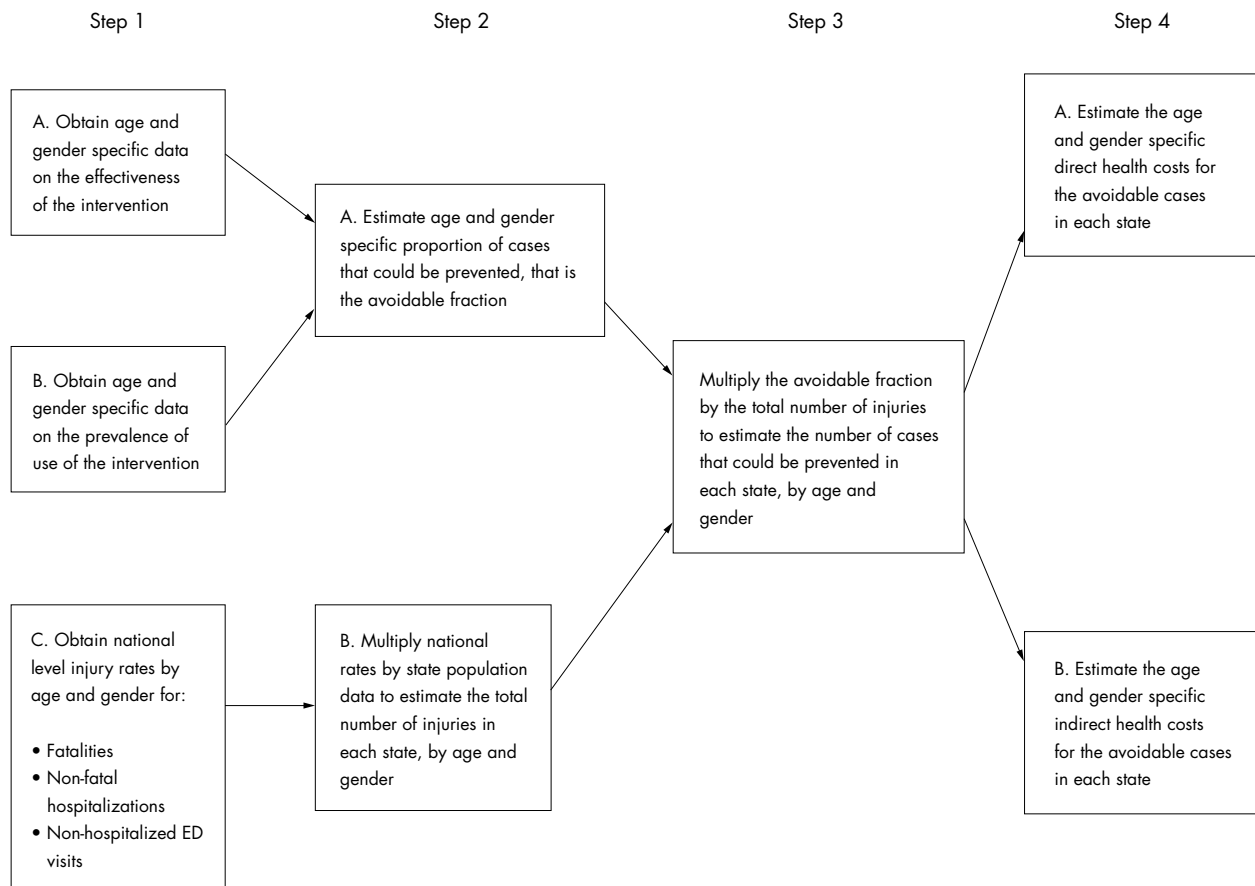 Step 1
Step 2
Step 3
Step 4
A. Obtain age and
gender specific data
on the effectiveness
of the intervention
B. Obtain age and
gender specific data
on the prevalence of
use of the intervention
C. Obtain national
level injury rates by
age and gender for:
• Fatalities
• Non-fatal
hospitalizations
• Non-hospitalized ED
visits
A. Estimate age and gender
specific proportion of cases
that could be prevented, that is
the avoidable fraction
B. Multiply national
rates by state population
data to estimate the total
number of injuries in
each state, by age and
gender
Multiply the avoidable fraction
by the total number of injuries
to estimate the number of cases
that could be prevented in
each state, by age and
gender
A. Estimate the age
and gender specific
direct health costs for
the avoidable cases
in each state
B. Estimate the age
and gender specific
indirect health costs
for the avoidable cases
in each state